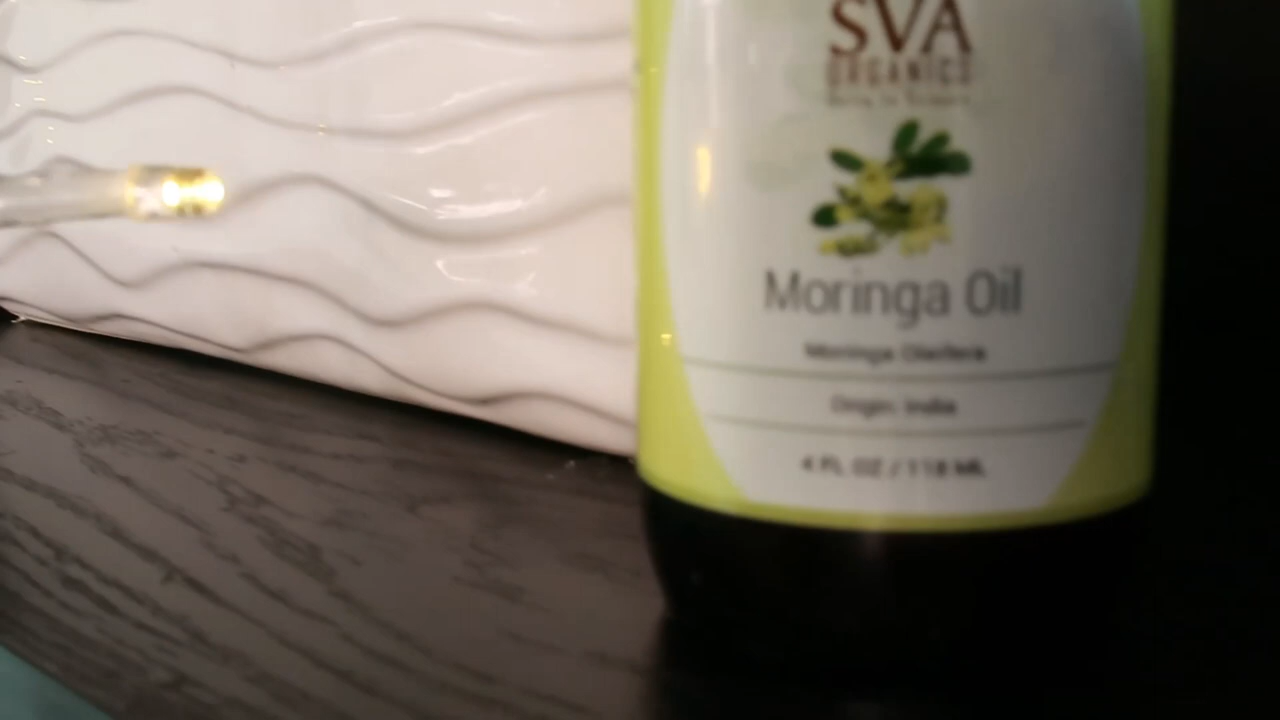 SVA
ORGANICS
Moringa Oil
Moringa Oleifera
Origin: India
4 FL OZ / 118 ML